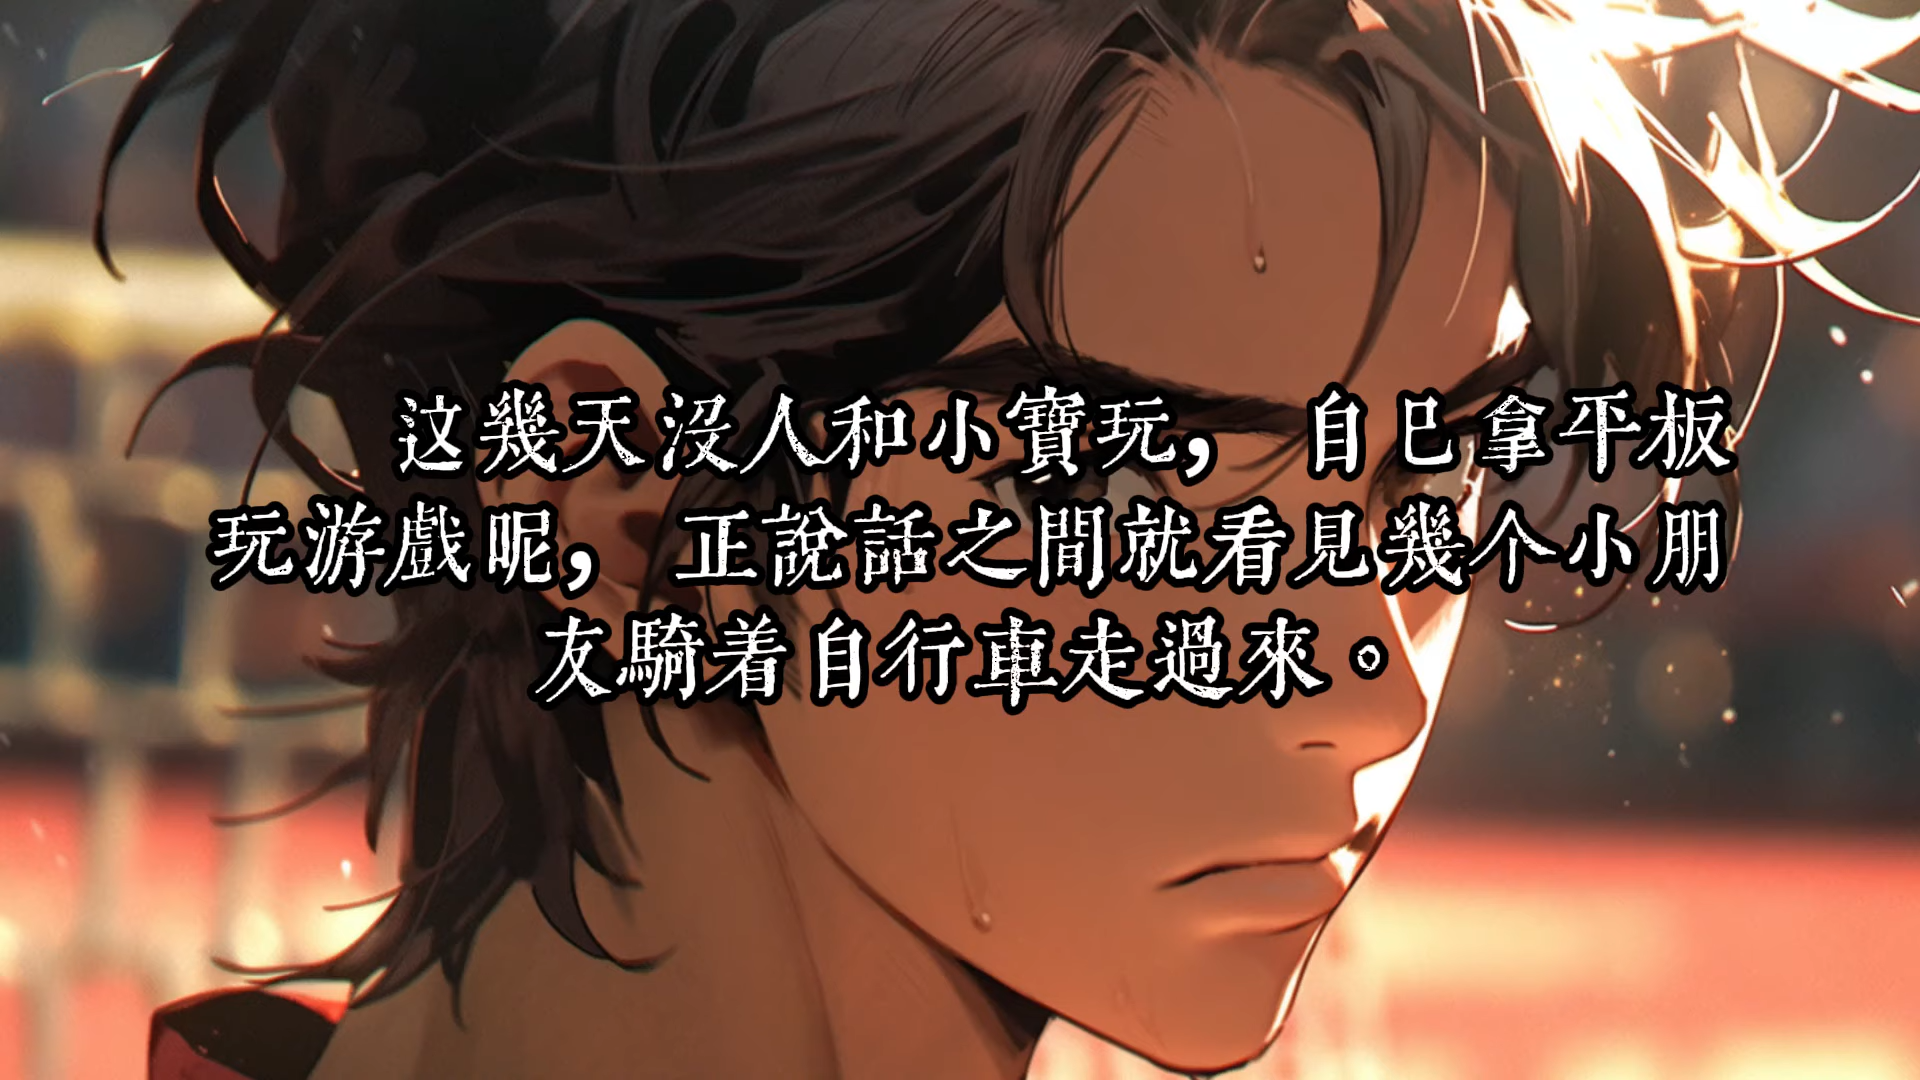 这幾天沒人和小寶玩，自己拿平板
玩游戲呢，正說話之間就看見幾个小朋
友騎着自行車走過來。